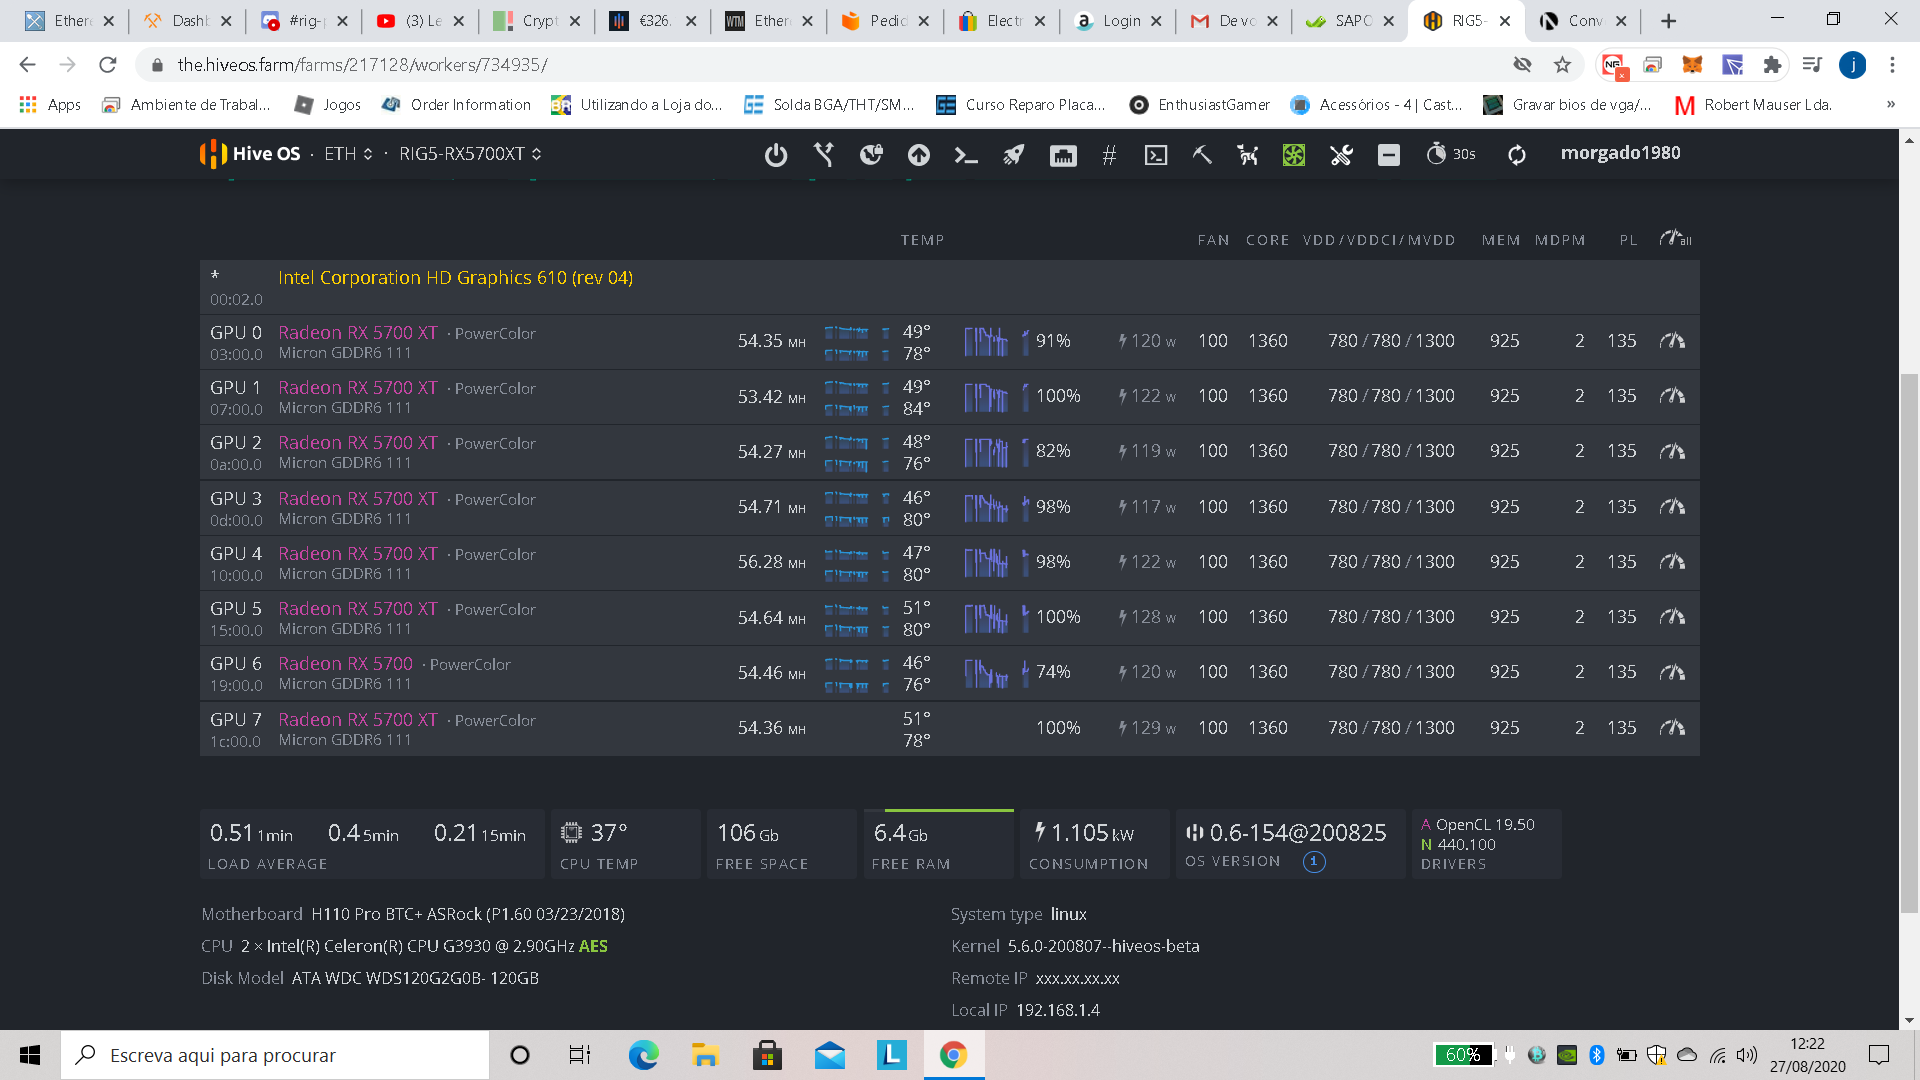 Ethere
Dashb
#rig-p
(3) Le
Crypt
€326.
Ethere
Pedid
Electr
Login
De vo
SAPO
RIG5-
Conv
the.hiveos.farm/farms/217128/workers/734935/
j
Apps
Ambiente de Trabal...
Jogos
Order Information
Utilizando a Loja do...
Solda BGA/THT/SM...
Curso Reparo Placa...
EnthusiastGamer
Acessórios - 4 | Cast...
Gravar bios de vga/...
Robert Mauser Lda.
»
Hive OS · ETH · RIG5-RX5700XT
30s
morgado1980
TEMP FAN CORE VDD/VDDCI/MVDD MEM MDPM PL all
* Intel Corporation HD Graphics 610 (rev 04)
00:02.0
GPU 0 Radeon RX 5700 XT · PowerColor
03:00.0 Micron GDDR6 111
54.35 MH 49° 78° 91% 120 W 100 1360 780/780/1300 925 2 135
GPU 1 Radeon RX 5700 XT · PowerColor
07:00.0 Micron GDDR6 111
53.42 MH 49° 84° 100% 122 W 100 1360 780/780/1300 925 2 135
GPU 2 Radeon RX 5700 XT · PowerColor
0a:00.0 Micron GDDR6 111
54.27 MH 48° 76° 82% 119 W 100 1360 780/780/1300 925 2 135
GPU 3 Radeon RX 5700 XT · PowerColor
0d:00.0 Micron GDDR6 111
54.71 MH 46° 80° 98% 117 W 100 1360 780/780/1300 925 2 135
GPU 4 Radeon RX 5700 XT · PowerColor
10:00.0 Micron GDDR6 111
56.28 MH 47° 80° 98% 122 W 100 1360 780/780/1300 925 2 135
GPU 5 Radeon RX 5700 XT · PowerColor
15:00.0 Micron GDDR6 111
54.64 MH 51° 80° 100% 128 W 100 1360 780/780/1300 925 2 135
GPU 6 Radeon RX 5700 · PowerColor
19:00.0 Micron GDDR6 111
54.46 MH 46° 76° 74% 120 W 100 1360 780/780/1300 925 2 135
GPU 7 Radeon RX 5700 XT · PowerColor
1c:00.0 Micron GDDR6 111
54.36 MH 51° 78° 100% 129 W 100 1360 780/780/1300 925 2 135
0.51 1min 0.4 5min 0.21 15min
LOAD AVERAGE
37°
CPU TEMP
106 Gb
FREE SPACE
6.4 Gb
FREE RAM
1.105 kW
CONSUMPTION
0.6-154@200825
OS VERSION 1
A OpenCL 19.50
N 440.100
DRIVERS
Motherboard H110 Pro BTC+ ASRock (P1.60 03/23/2018)
CPU 2 × Intel(R) Celeron(R) CPU G3930 @ 2.90GHz AES
Disk Model ATA WDC WDS120G2G0B- 120GB
System type linux
Kernel 5.6.0-200807--hiveos-beta
Remote IP xxx.xx.xx.xx
Local IP 192.168.1.4
Escreva aqui para procurar
60%
12:22
27/08/2020